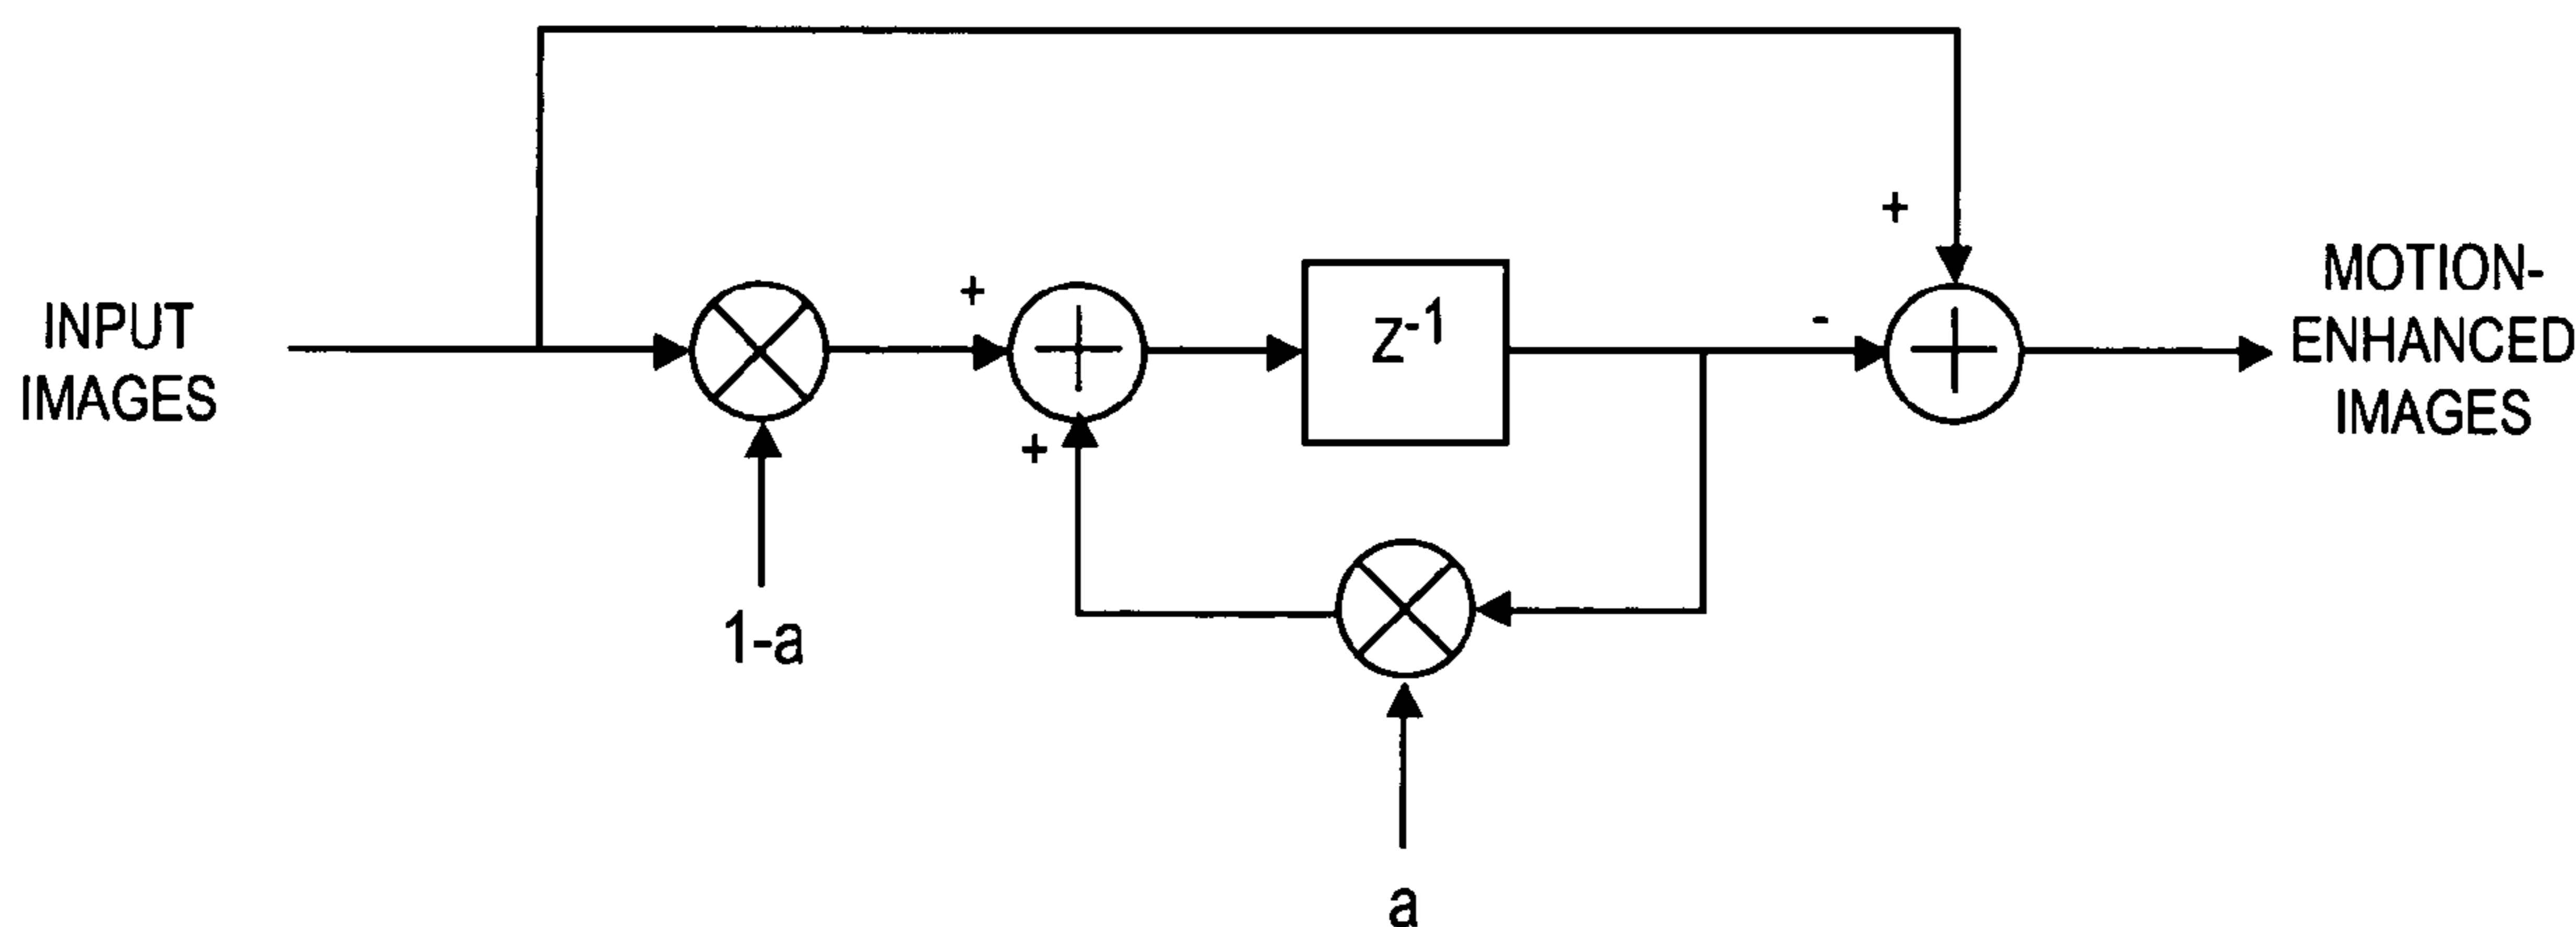 INPUT
IMAGES
1-a
+
+
z-1
a
-
+
MOTION-
ENHANCED
IMAGES